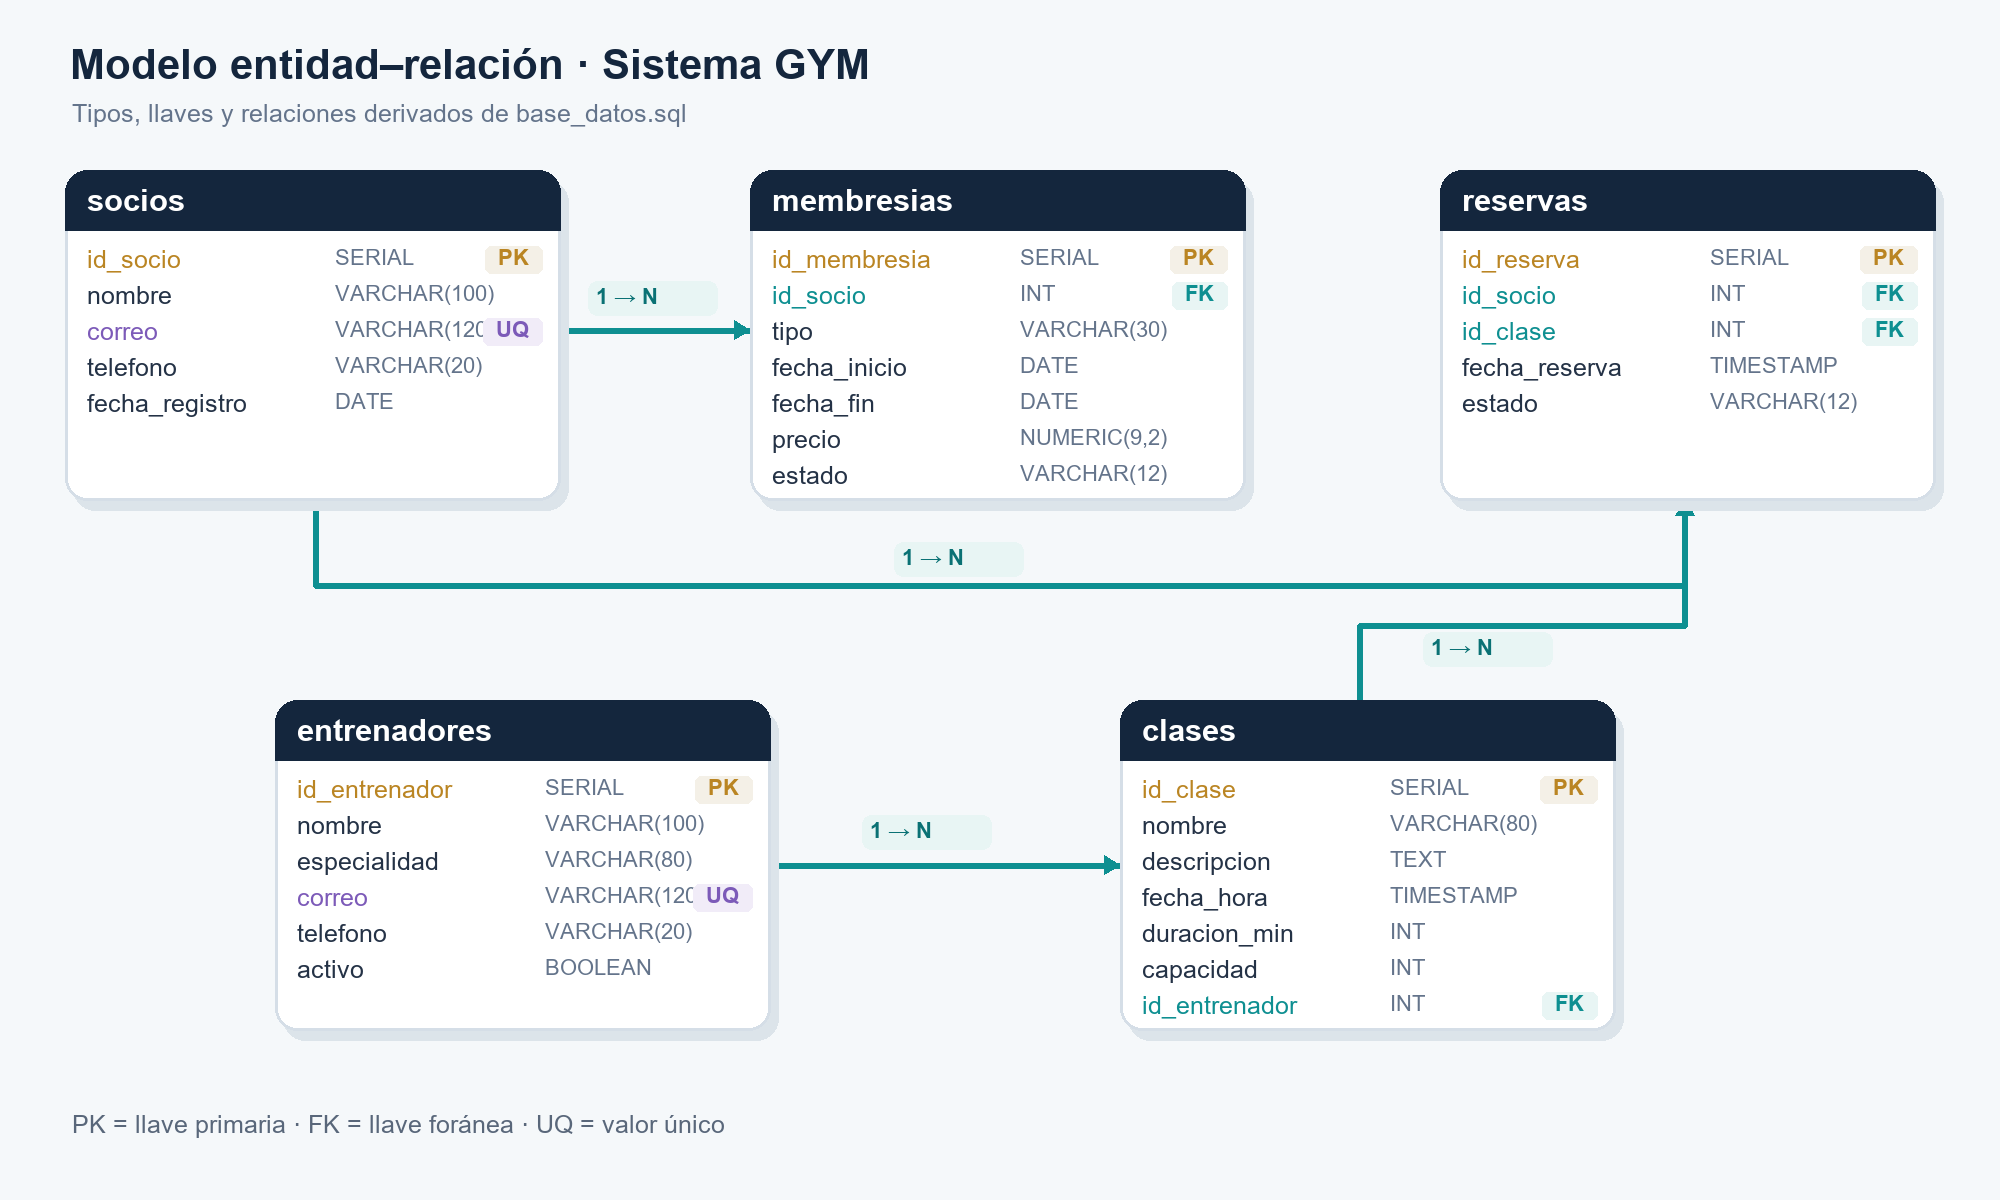 Modelo entidad–relación · Sistema GYM
Tipos, llaves y relaciones derivados de base_datos.sql
socios
id_socio SERIAL PK
nombre VARCHAR(100)
correo VARCHAR(120 UQ
telefono VARCHAR(20)
fecha_registro DATE
1 → N
membresias
id_membresia SERIAL PK
id_socio INT FK
tipo VARCHAR(30)
fecha_inicio DATE
fecha_fin DATE
precio NUMERIC(9,2)
estado VARCHAR(12)
reservas
id_reserva SERIAL PK
id_socio INT FK
id_clase INT FK
fecha_reserva TIMESTAMP
estado VARCHAR(12)
1 → N
1 → N
entrenadores
id_entrenador SERIAL PK
nombre VARCHAR(100)
especialidad VARCHAR(80)
correo VARCHAR(120 UQ
telefono VARCHAR(20)
activo BOOLEAN
1 → N
clases
id_clase SERIAL PK
nombre VARCHAR(80)
descripcion TEXT
fecha_hora TIMESTAMP
duracion_min INT
capacidad INT
id_entrenador INT FK
PK = llave primaria · FK = llave foránea · UQ = valor único